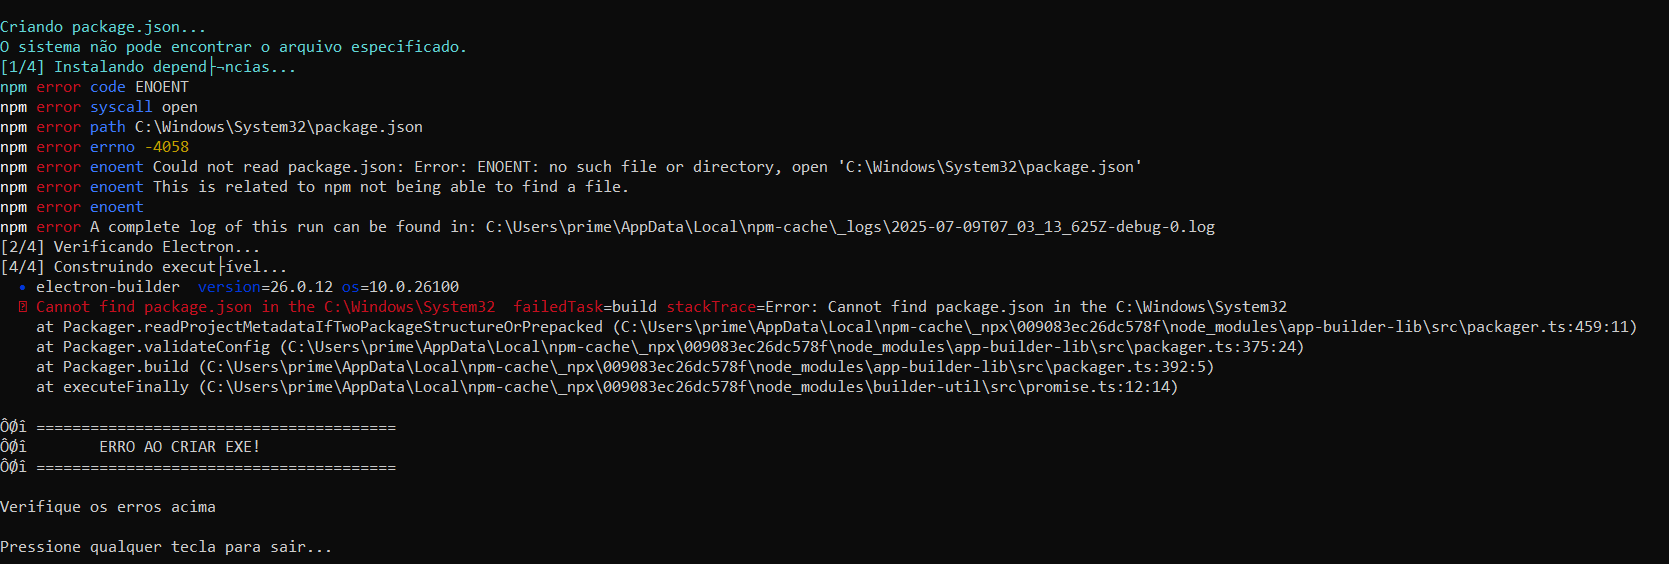 Criando package.json...
O sistema não pode encontrar o arquivo especificado.
[1/4] Instalando depend├¬ncias...
npm error code ENOENT
npm error syscall open
npm error path C:\Windows\System32\package.json
npm error errno -4058
npm error enoent Could not read package.json: Error: ENOENT: no such file or directory, open 'C:\Windows\System32\package.json'
npm error enoent This is related to npm not being able to find a file.
npm error enoent
npm error A complete log of this run can be found in: C:\Users\prime\AppData\Local\npm-cache\_logs\2025-07-09T07_03_13_625Z-debug-0.log
[2/4] Verificando Electron...
[4/4] Construindo execut├ível...
• electron-builder  version=26.0.12 os=10.0.26100
⍰ Cannot find package.json in the C:\Windows\System32  failedTask=build stackTrace=Error: Cannot find package.json in the C:\Windows\System32
at Packager.readProjectMetadataIfTwoPackageStructureOrPrepacked (C:\Users\prime\AppData\Local\npm-cache\_npx\009083ec26dc578f\node_modules\app-builder-lib\src\packager.ts:459:11)
at Packager.validateConfig (C:\Users\prime\AppData\Local\npm-cache\_npx\009083ec26dc578f\node_modules\app-builder-lib\src\packager.ts:375:24)
at Packager.build (C:\Users\prime\AppData\Local\npm-cache\_npx\009083ec26dc578f\node_modules\app-builder-lib\src\packager.ts:392:5)
at executeFinally (C:\Users\prime\AppData\Local\npm-cache\_npx\009083ec26dc578f\node_modules\builder-util\src\promise.ts:12:14)
ÔØî ========================================
ÔØî        ERRO AO CRIAR EXE!
ÔØî ========================================
Verifique os erros acima
Pressione qualquer tecla para sair...